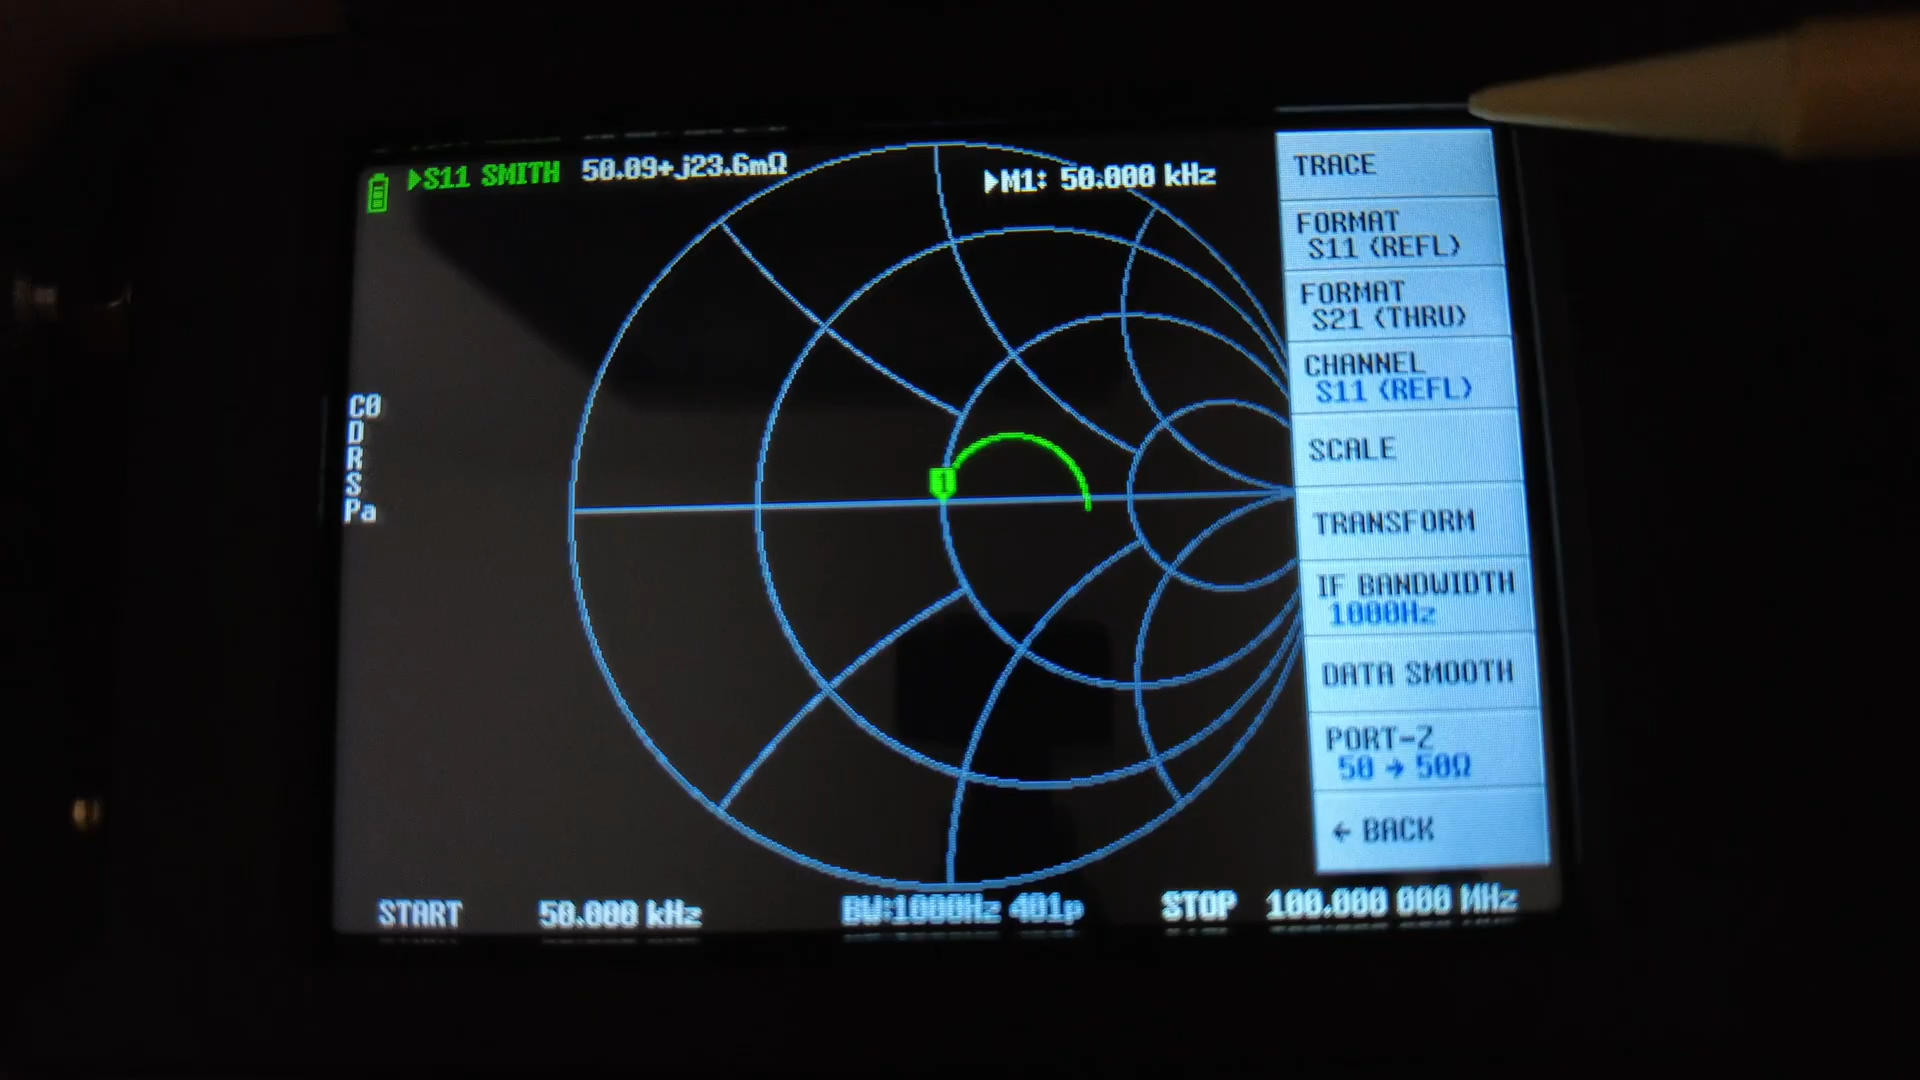 ▶S11 SMITH 50.09+j23.6mΩ
▶M1: 50.000 kHz
C0
D
R
S
Pa
1
TRACE
FORMAT
S11 (REFL)
FORMAT
S21 (THRU)
CHANNEL
S11 (REFL)
SCALE
TRANSFORM
IF BANDWIDTH
1000Hz
DATA SMOOTH
PORT-Z
50 → 50Ω
← BACK
START 50.000 kHz BW:1000Hz 401p STOP 100.000 000 MHz